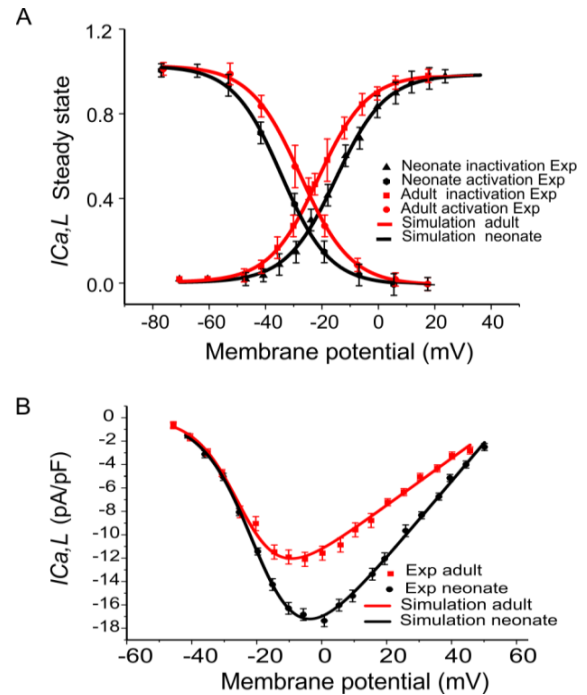 A
ICa,L Steady state
1.2
0.9
0.4
0.0
Neonate inactivation Exp
Neonate activation Exp
Adult inactivation Exp
Adult activation Exp
Simulation adult
Simulation neonate
-80 -60 -40 -20 0 20 40
Membrane potential (mV)
B
ICa,L (pA/pF)
0
-2
-4
-6
-8
-10
-12
-14
-16
-18
Exp adult
Exp neonate
Simulation adult
Simulation neonate
-60 -40 -20 0 20 40 60
Membrane potential (mV)